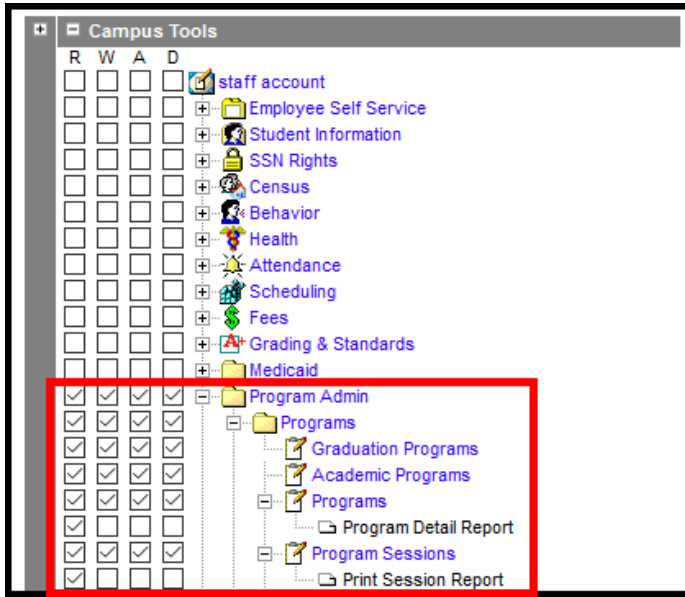 Campus Tools
R W A D
staff account
Employee Self Service
Student Information
SSN Rights
Census
Behavior
Health
Attendance
Scheduling
Fees
Grading & Standards
Medicaid
Program Admin
Programs
Graduation Programs
Academic Programs
Programs
Program Detail Report
Program Sessions
Print Session Report